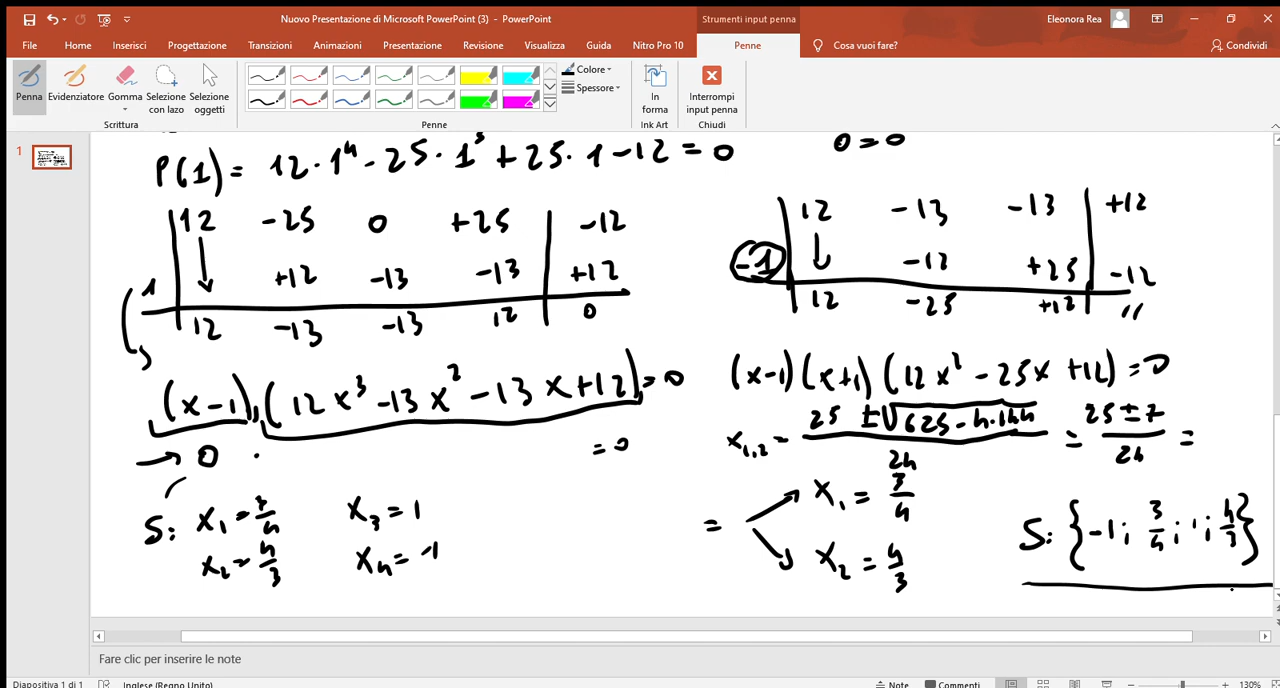 Nuovo Presentazione di Microsoft PowerPoint (3) - PowerPoint
Strumenti input penna
Eleonora Rea
File Home Inserisci Progettazione Transizioni Animazioni Presentazione Revisione Visualizza Guida Nitro Pro 10 Penne Cosa vuoi fare? Condividi
Penna Evidenziatore Gomma Selezione con lazo Selezione oggetti
Colore
Spessore
In forma
Interrompi input penna
Scrittura Penne Ink Art Chiudi
1
P(1) = 12 · 1⁴ - 25 · 1³ + 25 · 1 - 12 = 0
0 = 0
12 -25 0 +25 -12
1 +12 -13 -13 +12
12 -13 -13 12 0
12 -13 -13 +12
-1 -12 +25 -12
12 -25 +12 //
(x-1) · (12x³ - 13x² - 13x + 12) = 0
0 · = 0
(x-1)(x+1)(12x² - 25x + 12) = 0
x₁,₂ = 25 ± √625 - 4·144 / 24 = 25 ± 7 / 24 =
= x₁ = 3/4
x₂ = 4/3
S: x₁ = 3/4 x₃ = 1
x₂ = 4/3 x₄ = -1
S: {-1; 3/4; 1; 4/3}
Fare clic per inserire le note
Diapositiva 1 di 1 Inglese (Regno Unito) Note Commenti 130%